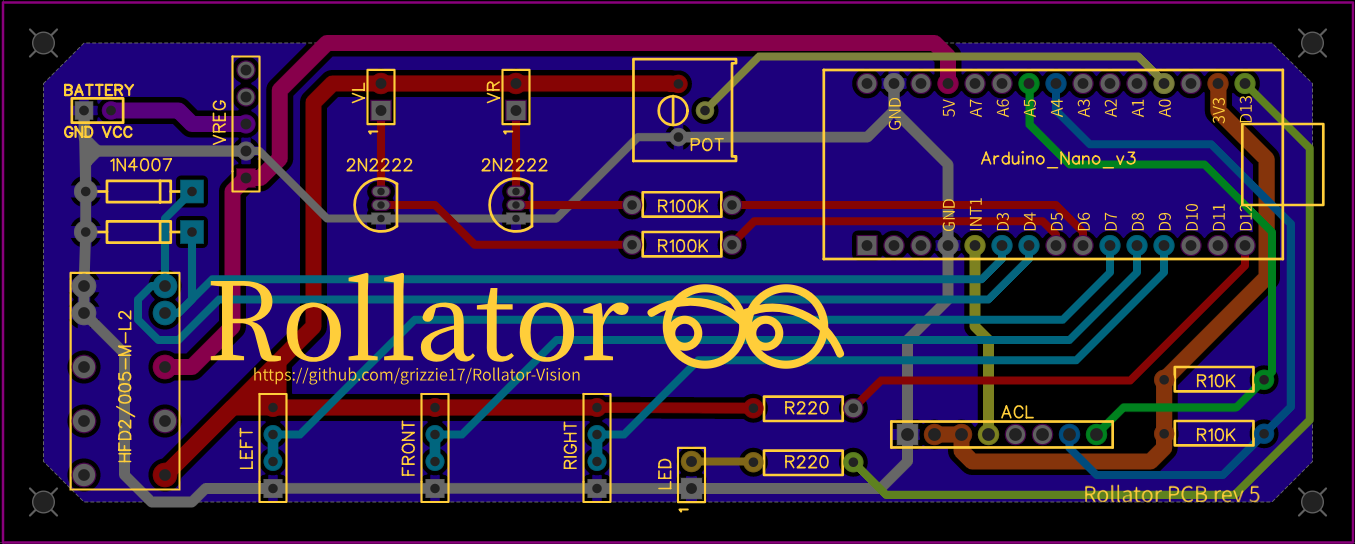 BATTERY
GND VCC
VREG
VL
1
VR
1
POT
GND
5V
A7
A6
A5
A4
A3
A2
A1
A0
3V3
D13
1N4007
2N2222
2N2222
Arduino_Nano_v3
R100K
R100K
GND
INT1
D3
D4
D5
D6
D7
D8
D9
D10
D11
D12
HFD2/005-M-L2
Rollator
https://github.com/grizzie17/Rollator-Vision
LEFT
FRONT
RIGHT
LED
1
R220
R220
ACL
R10K
R10K
Rollator PCB rev 5